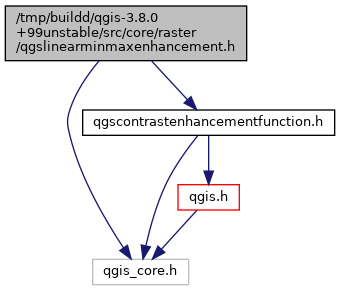 /tmp/buildd/qgis-3.8.0
+99unstable/src/core/raster
/qgslinearminmaxenhancement.h
qgscontrastenhancementfunction.h
qgis.h
qgis_core.h